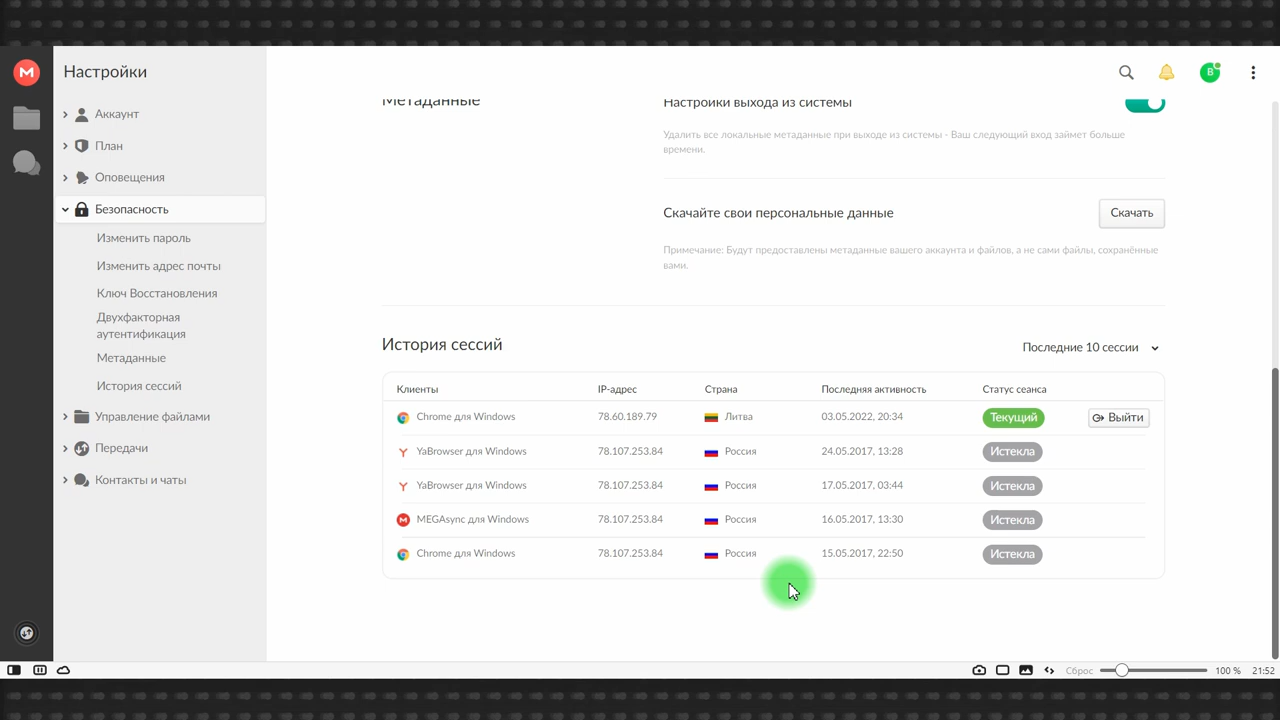 Настройки
Аккаунт
План
Оповещения
Безопасность
Изменить пароль
Изменить адрес почты
Ключ Восстановления
Двухфакторная
аутентификация
Метаданные
История сессий
Управление файлами
Передачи
Контакты и чаты
M
B
Метаданные
Настройки выхода из системы
Удалить все локальные метаданные при выходе из системы - Ваш следующий вход займет больше
времени.
Скачайте свои персональные данные
Скачать
Примечание: Будут предоставлены метаданные вашего аккаунта и файлов, а не сами файлы, сохранённые
вами.
История сессий
Последние 10 сессии
Клиенты IP-адрес Страна Последняя активность Статус сеанса
Chrome для Windows 78.60.189.79 Литва 03.05.2022, 20:34 Текущий Выйти
YaBrowser для Windows 78.107.253.84 Россия 24.05.2017, 13:28 Истекла
YaBrowser для Windows 78.107.253.84 Россия 17.05.2017, 03:44 Истекла
MEGAsync для Windows 78.107.253.84 Россия 16.05.2017, 13:30 Истекла
Chrome для Windows 78.107.253.84 Россия 15.05.2017, 22:50 Истекла
Сброс 100 % 21:52